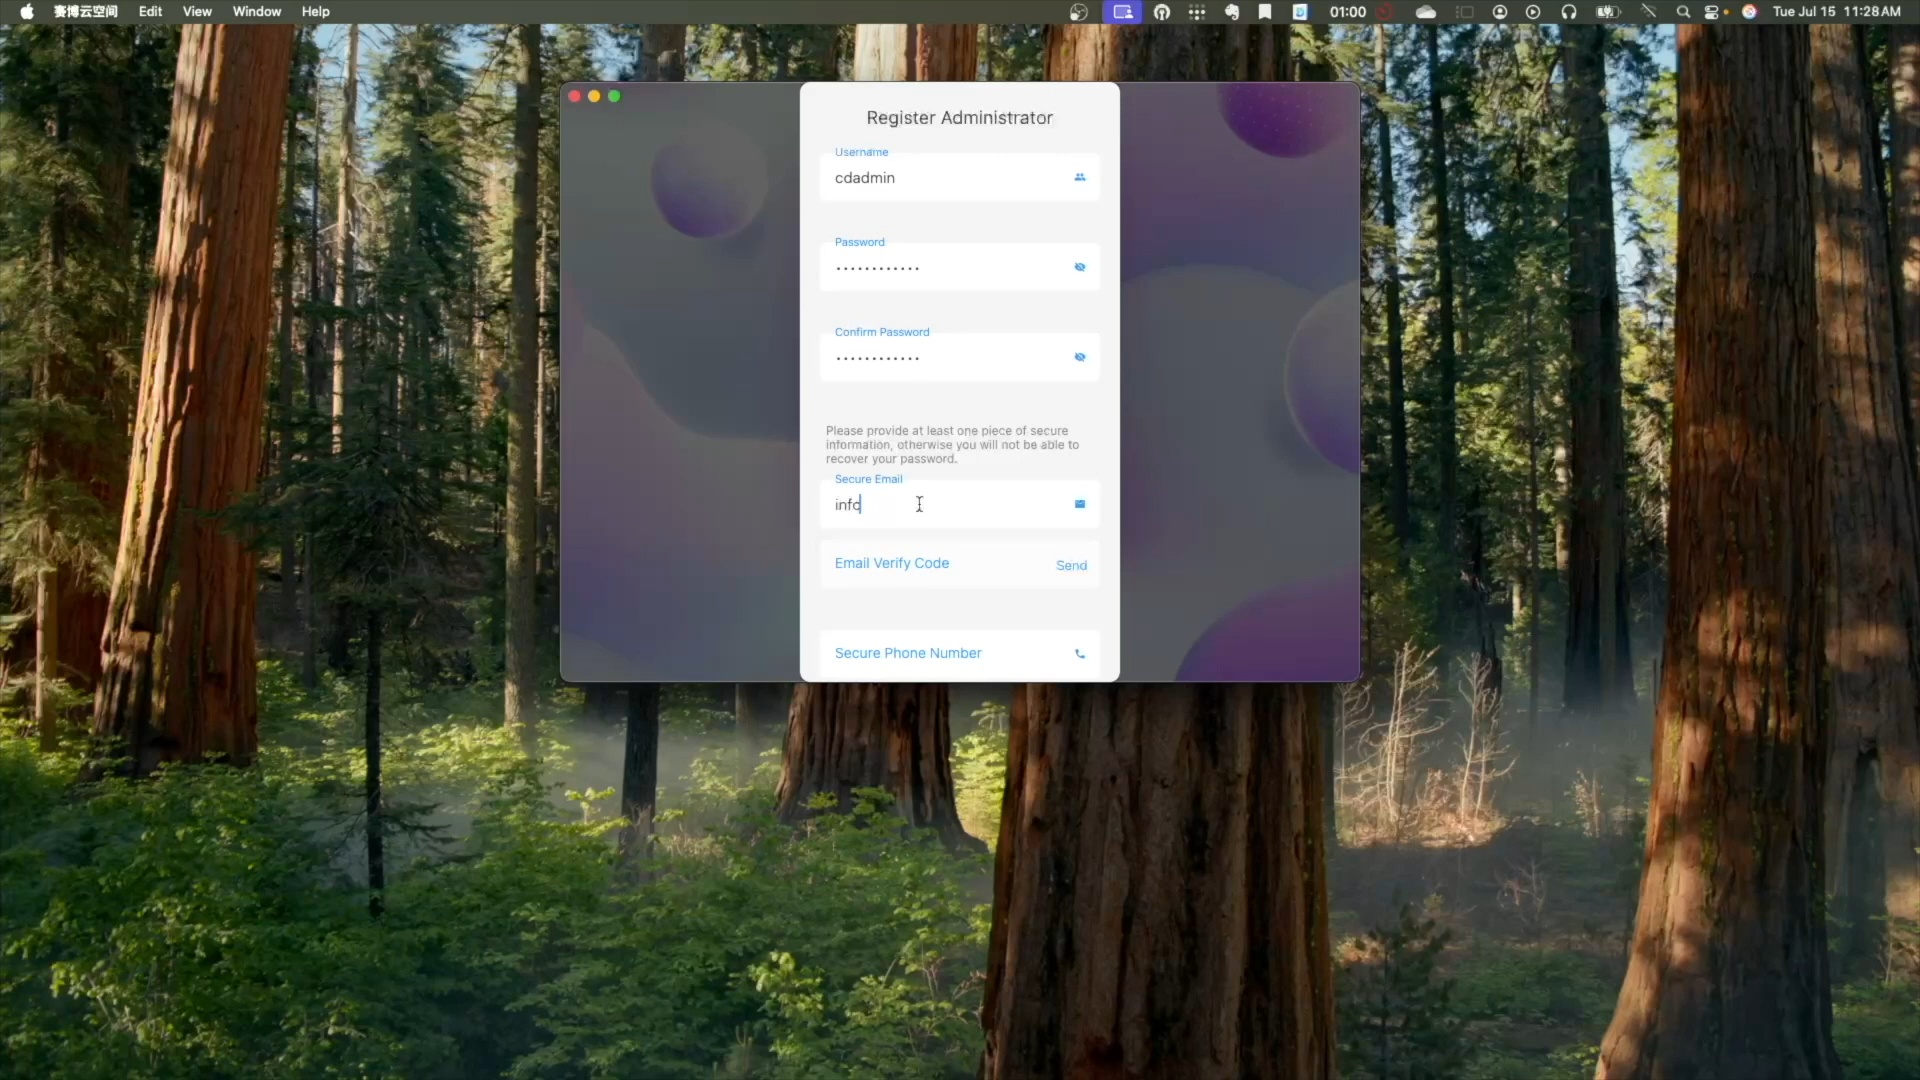 赛博云空间 Edit View Window Help 01:00 Tue Jul 15 11:28 AM
Register Administrator
Username
cdadmin
Password
••••••••••••
Confirm Password
••••••••••••
Please provide at least one piece of secure
information, otherwise you will not be able to
recover your password.
Secure Email
info
Email Verify Code Send
Secure Phone Number